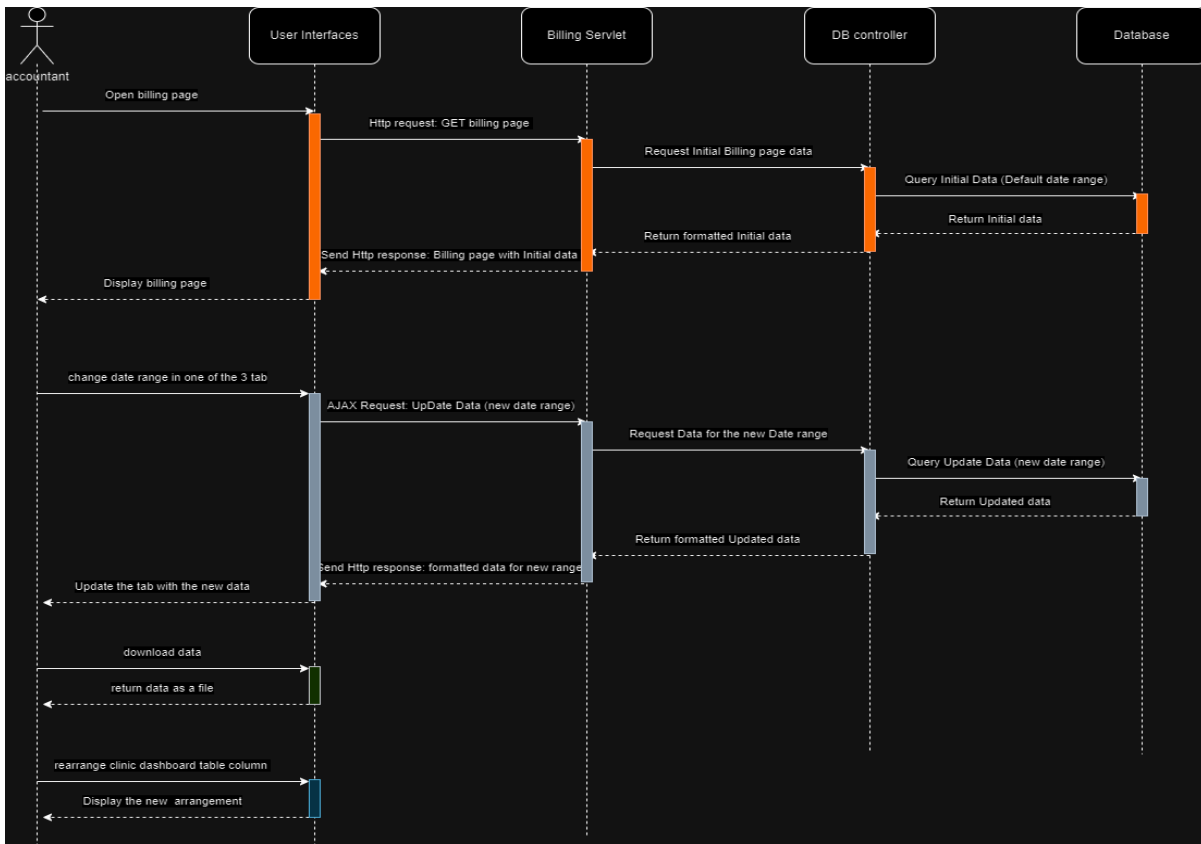 User Interfaces
Billing Servlet
DB controller
Database
accountant
Open billing page
Http request: GET billing page
Request Initial Billing page data
Query Initial Data (Default date range)
Return Initial data
Return formatted Initial data
Send Http response: Billing page with Initial data
Display billing page
change date range in one of the 3 tab
AJAX Request: UpDate Data (new date range)
Request Data for the new Date range
Query Update Data (new date range)
Return Updated data
Return formatted Updated data
Send Http response: formatted data for new range
Update the tab with the new data
download data
return data as a file
rearrange clinic dashboard table column
Display the new arrangement